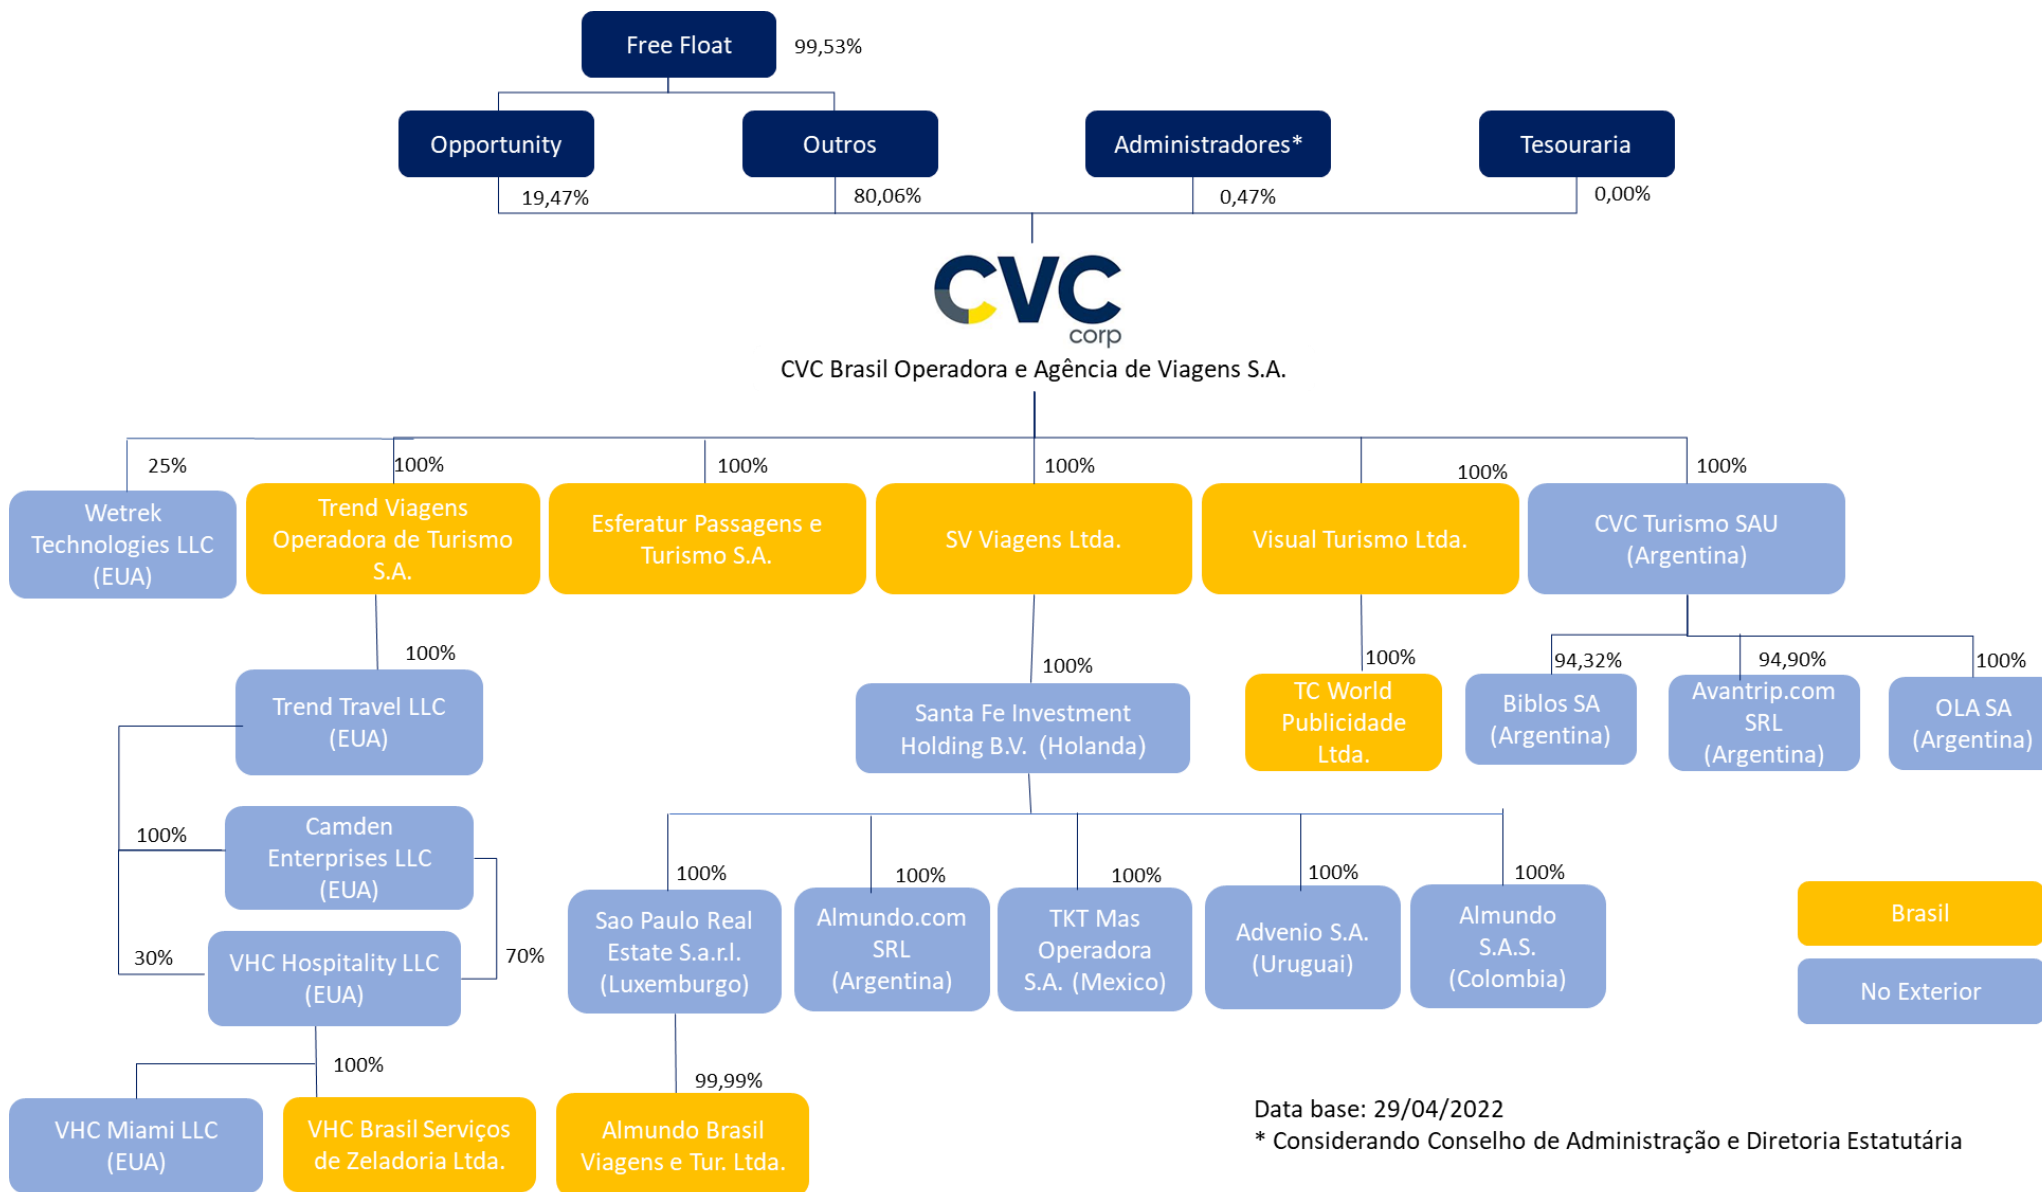 Free Float
99,53%
Opportunity
Outros
Administradores*
Tesouraria
19,47%
80,06%
0,47%
0,00%
CVC
corp
CVC Brasil Operadora e Agência de Viagens S.A.
25%
100%
100%
100%
100%
100%
Wetrek
Technologies LLC
(EUA)
Trend Viagens
Operadora de Turismo
S.A.
Esferatur Passagens e
Turismo S.A.
SV Viagens Ltda.
Visual Turismo Ltda.
CVC Turismo SAU
(Argentina)
100%
100%
100%
94,32%
94,90%
100%
Trend Travel LLC
(EUA)
Santa Fe Investment
Holding B.V. (Holanda)
TC World
Publicidade
Ltda.
Biblos SA
(Argentina)
Avantrip.com
SRL
(Argentina)
OLA SA
(Argentina)
100%
Camden
Enterprises LLC
(EUA)
30%
VHC Hospitality LLC
(EUA)
70%
100%
100%
100%
100%
100%
Sao Paulo Real
Estate S.a.r.l.
(Luxemburgo)
Almundo.com
SRL
(Argentina)
TKT Mas
Operadora
S.A. (Mexico)
Advenio S.A.
(Uruguai)
Almundo
S.A.S.
(Colombia)
Brasil
No Exterior
100%
99,99%
VHC Miami LLC
(EUA)
VHC Brasil Serviços
de Zeladoria Ltda.
Almundo Brasil
Viagens e Tur. Ltda.
Data base: 29/04/2022
* Considerando Conselho de Administração e Diretoria Estatutária